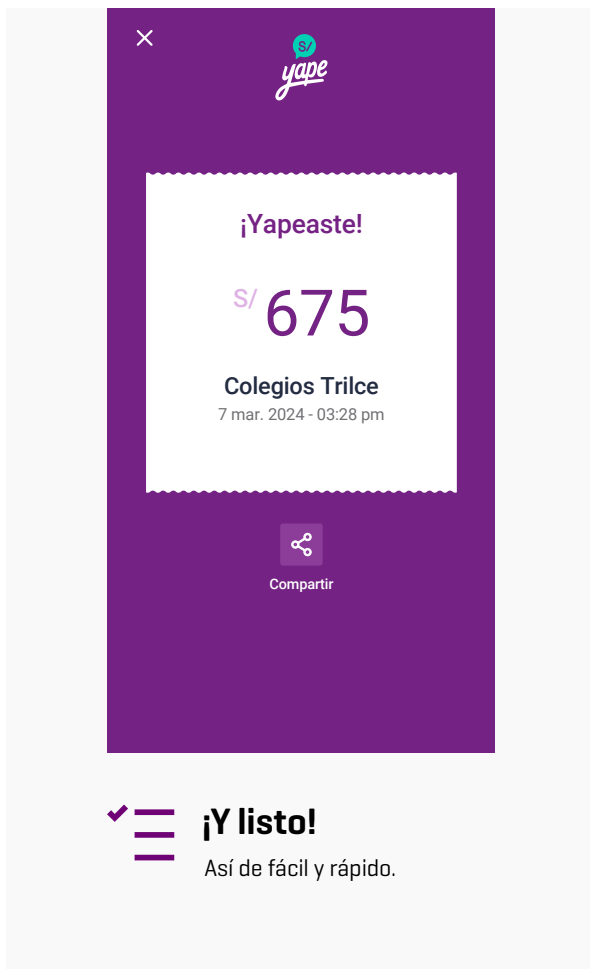 S/
yape
¡Yapeaste!
S/ 675
Colegios Trilce
7 mar. 2024 - 03:28 pm
Compartir
¡Y listo!
Así de fácil y rápido.